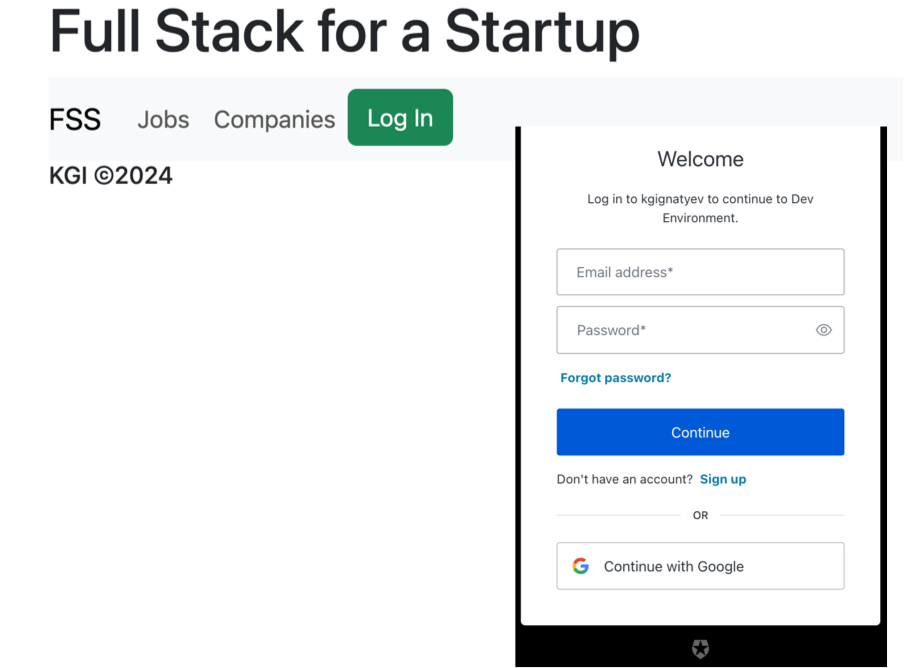 Full Stack for a Startup
FSS Jobs Companies Log In
KGI ©2024
Welcome
Log in to kgignatyev to continue to Dev
Environment.
Email address*
Password*
Forgot password?
Continue
Don't have an account? Sign up
OR
Continue with Google